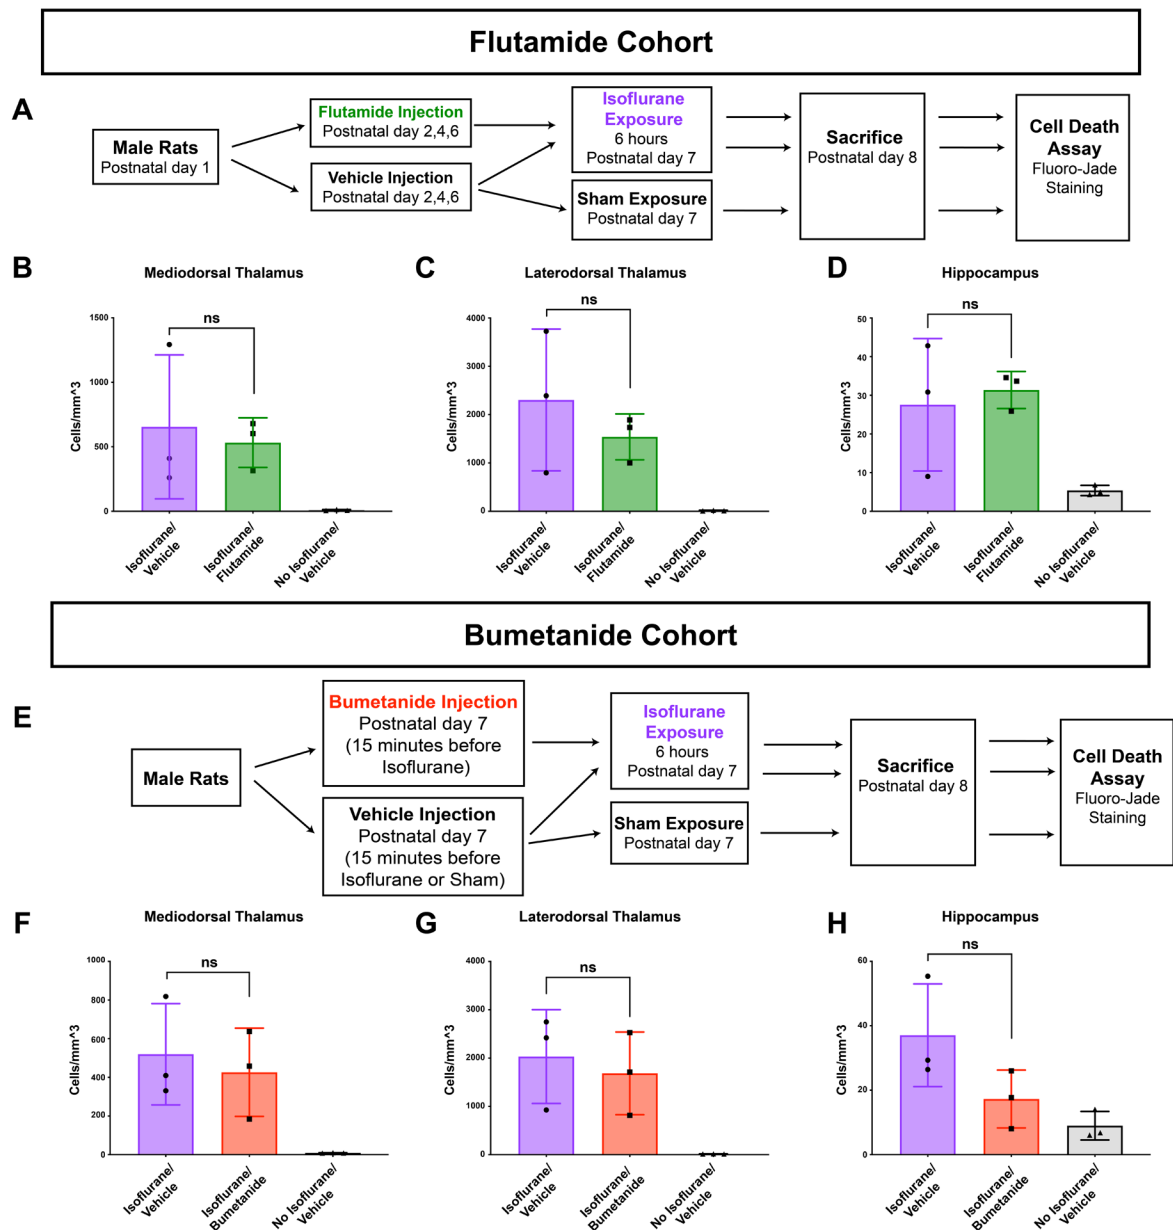 Flutamide Cohort
A
Male Rats
Postnatal day 1
Flutamide Injection
Postnatal day 2,4,6
Vehicle Injection
Postnatal day 2,4,6
Isoflurane
Exposure
6 hours
Postnatal day 7
Sham Exposure
Postnatal day 7
Sacrifice
Postnatal day 8
Cell Death
Assay
Fluoro-Jade
Staining
B
Mediodorsal Thalamus
ns
Cells/mm^3
1500
1000
500
0
Isoflurane/
Vehicle
Isoflurane/
Flutamide
No Isoflurane/
Vehicle
C
Laterodorsal Thalamus
ns
Cells/mm^3
4000
3000
2000
1000
0
Isoflurane/
Vehicle
Isoflurane/
Flutamide
No Isoflurane/
Vehicle
D
Hippocampus
ns
Cells/mm^3
50
40
30
20
10
0
Isoflurane/
Vehicle
Isoflurane/
Flutamide
No Isoflurane/
Vehicle
Bumetanide Cohort
E
Male Rats
Bumetanide Injection
Postnatal day 7
(15 minutes before
Isoflurane)
Vehicle Injection
Postnatal day 7
(15 minutes before
Isoflurane or Sham)
Isoflurane
Exposure
6 hours
Postnatal day 7
Sham Exposure
Postnatal day 7
Sacrifice
Postnatal day 8
Cell Death
Assay
Fluoro-Jade
Staining
F
Mediodorsal Thalamus
ns
Cells/mm^3
1000
800
600
400
200
0
Isoflurane/
Vehicle
Isoflurane/
Bumetanide
No Isoflurane/
Vehicle
G
Laterodorsal Thalamus
ns
Cells/mm^3
4000
3000
2000
1000
0
Isoflurane/
Vehicle
Isoflurane/
Bumetanide
No Isoflurane/
Vehicle
H
Hippocampus
ns
Cells/mm^3
60
40
20
0
Isoflurane/
Vehicle
Isoflurane/
Bumetanide
No Isoflurane/
Vehicle